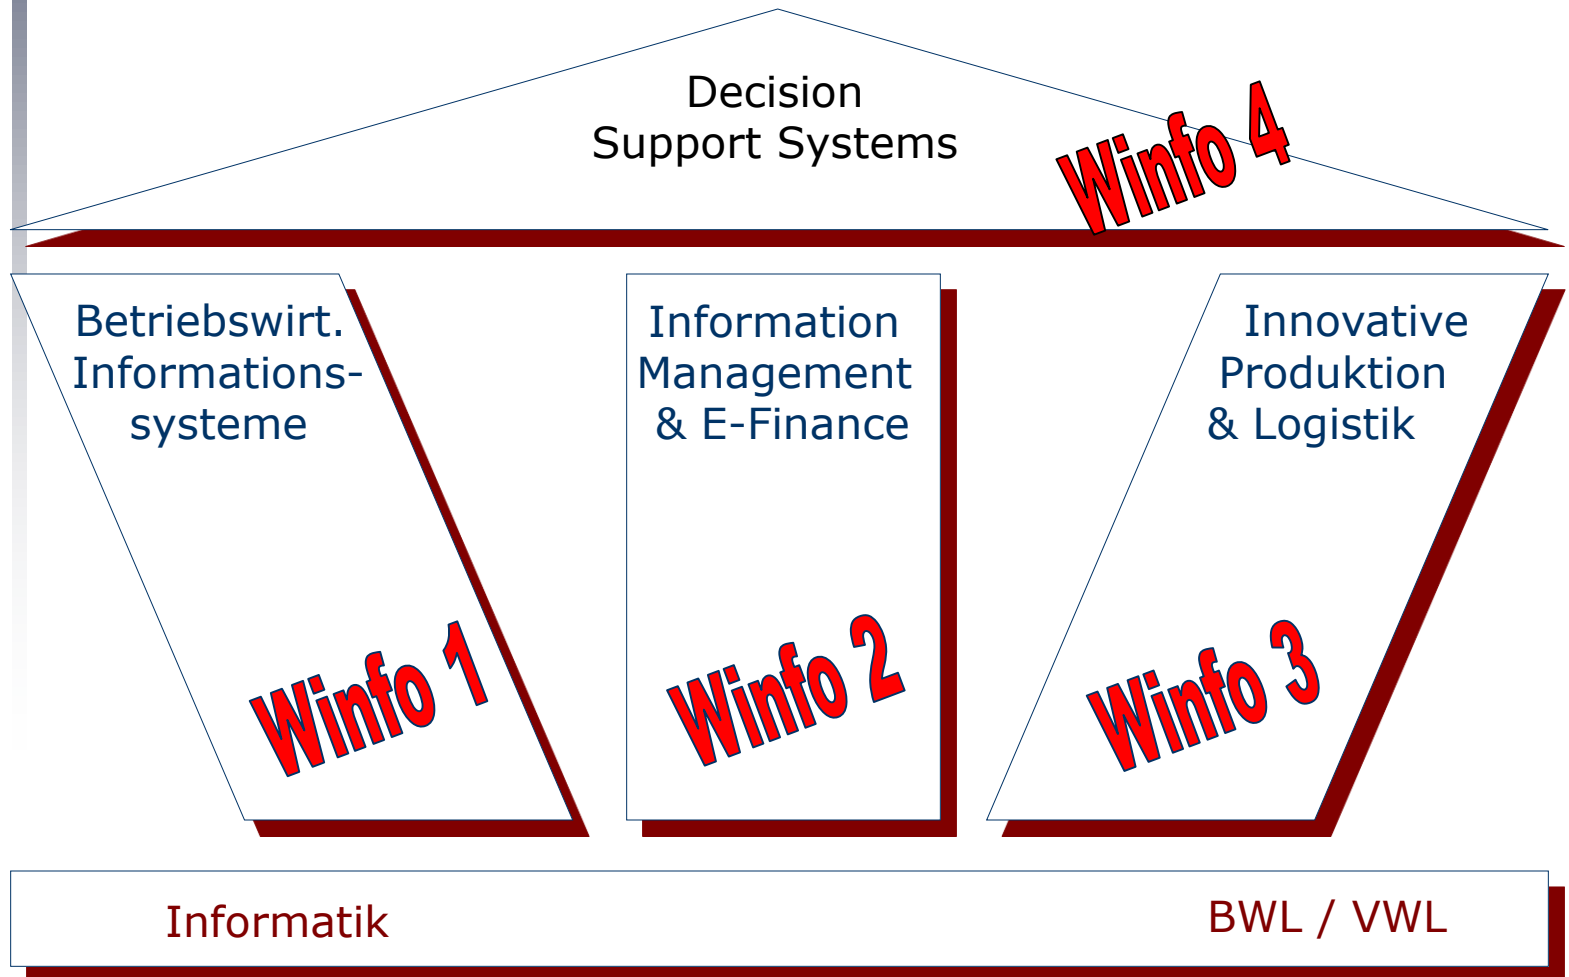 Decision
Support Systems
Winfo 4
Betriebswirt.
Informations-
systeme
Winfo 1
Information
Management
& E-Finance
Winfo 2
Innovative
Produktion
& Logistik
Winfo 3
Informatik
BWL / VWL